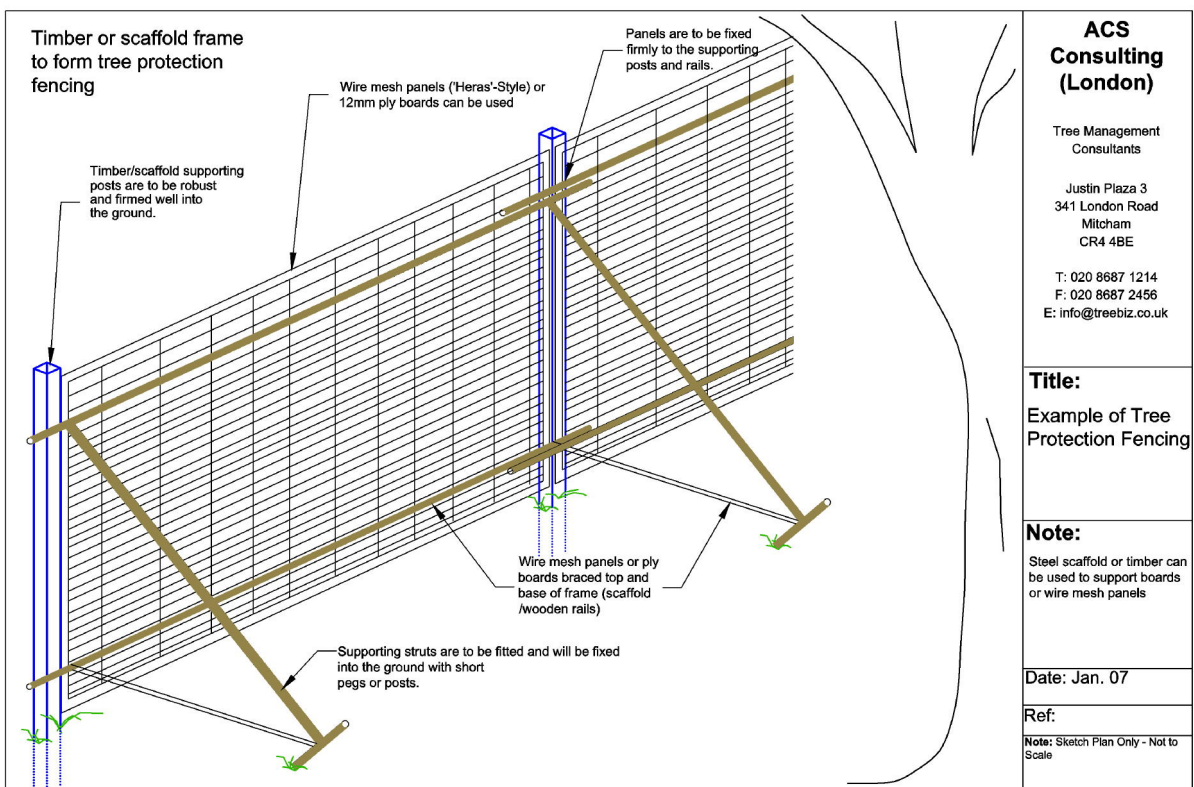 Timber or scaffold frame
to form tree protection
fencing
Wire mesh panels ('Heras'-Style) or
12mm ply boards can be used
Panels are to be fixed
firmly to the supporting
posts and rails.
Timber/scaffold supporting
posts are to be robust
and firmed well into
the ground.
Wire mesh panels or ply
boards braced top and
base of frame (scaffold
/wooden rails)
Supporting struts are to be fitted and will be fixed
into the ground with short
pegs or posts.
ACS
Consulting
(London)
Tree Management
Consultants
Justin Plaza 3
341 London Road
Mitcham
CR4 4BE
T: 020 8687 1214
F: 020 8687 2456
E: info@treebiz.co.uk
Title:
Example of Tree
Protection Fencing
Note:
Steel scaffold or timber can
be used to support boards
or wire mesh panels
Date: Jan. 07
Ref:
Note: Sketch Plan Only - Not to
Scale